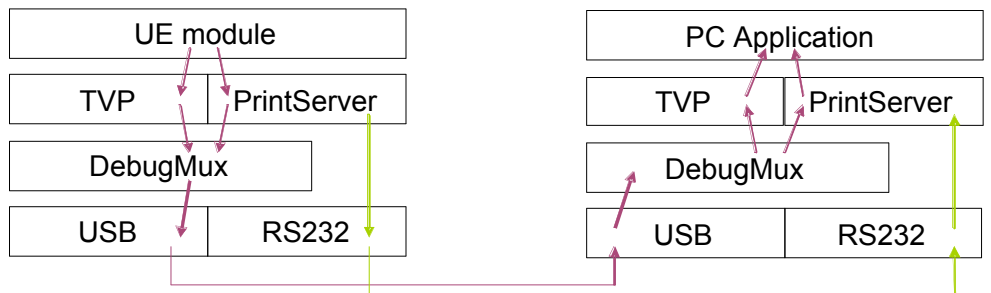 UE module
TVP
PrintServer
DebugMux
USB
RS232
PC Application
TVP
PrintServer
DebugMux
USB
RS232